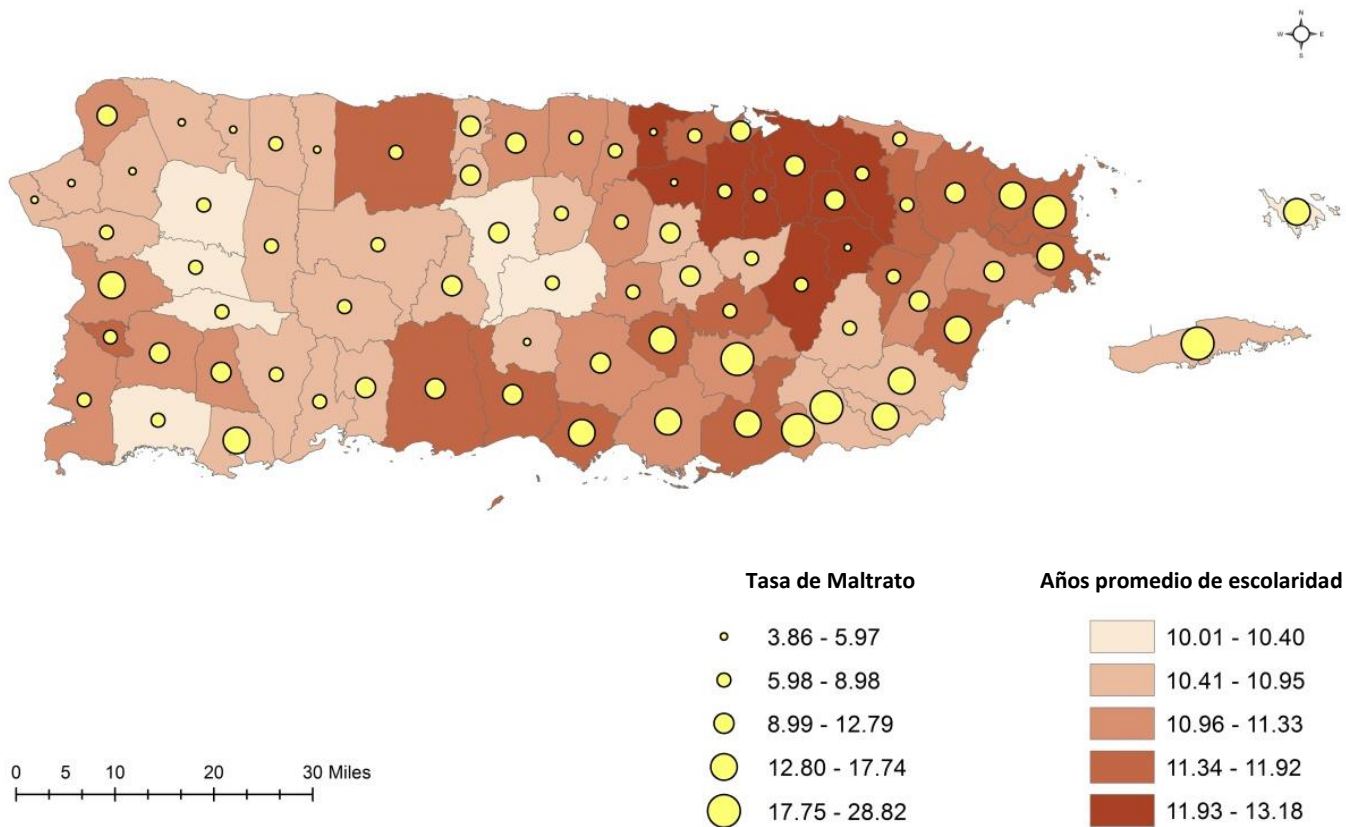 N
W E
S
Tasa de Maltrato
3.86 - 5.97
5.98 - 8.98
8.99 - 12.79
12.80 - 17.74
17.75 - 28.82
Años promedio de escolaridad
10.01 - 10.40
10.41 - 10.95
10.96 - 11.33
11.34 - 11.92
11.93 - 13.18
0 5 10 20 30 Miles